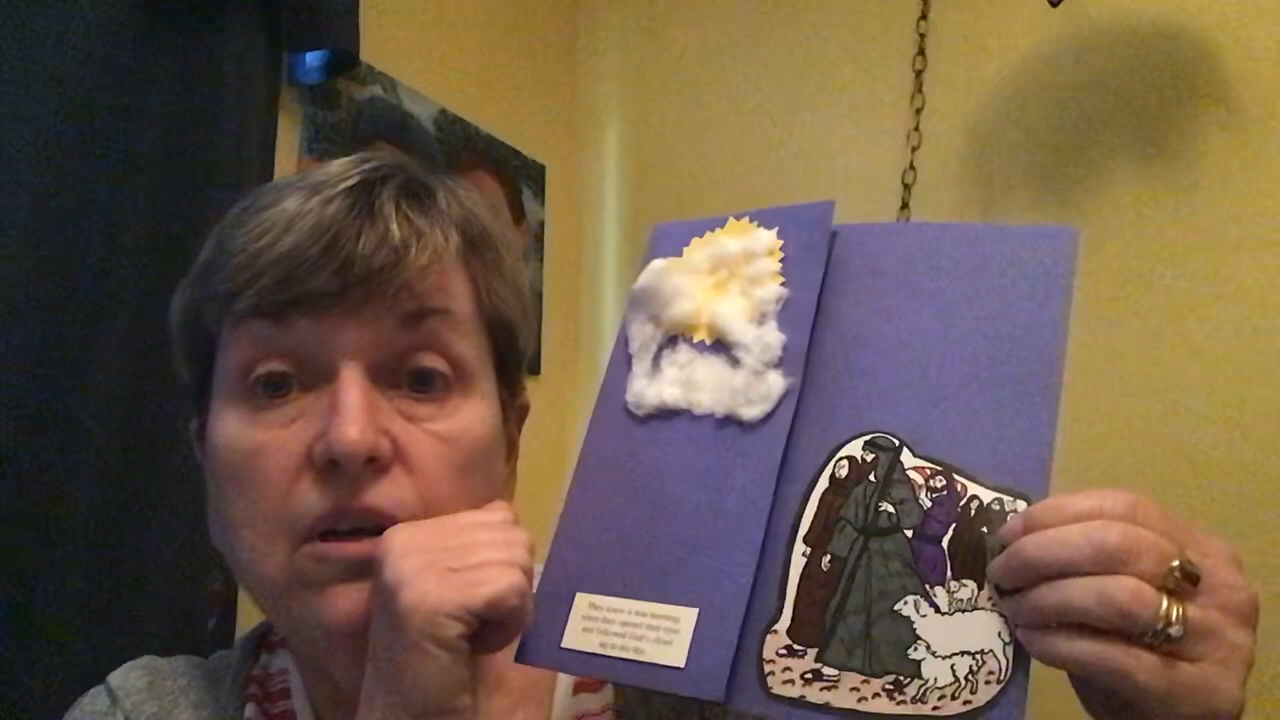 They knew it was morning
when they opened their eyes
and followed God's cloud
up in the sky.